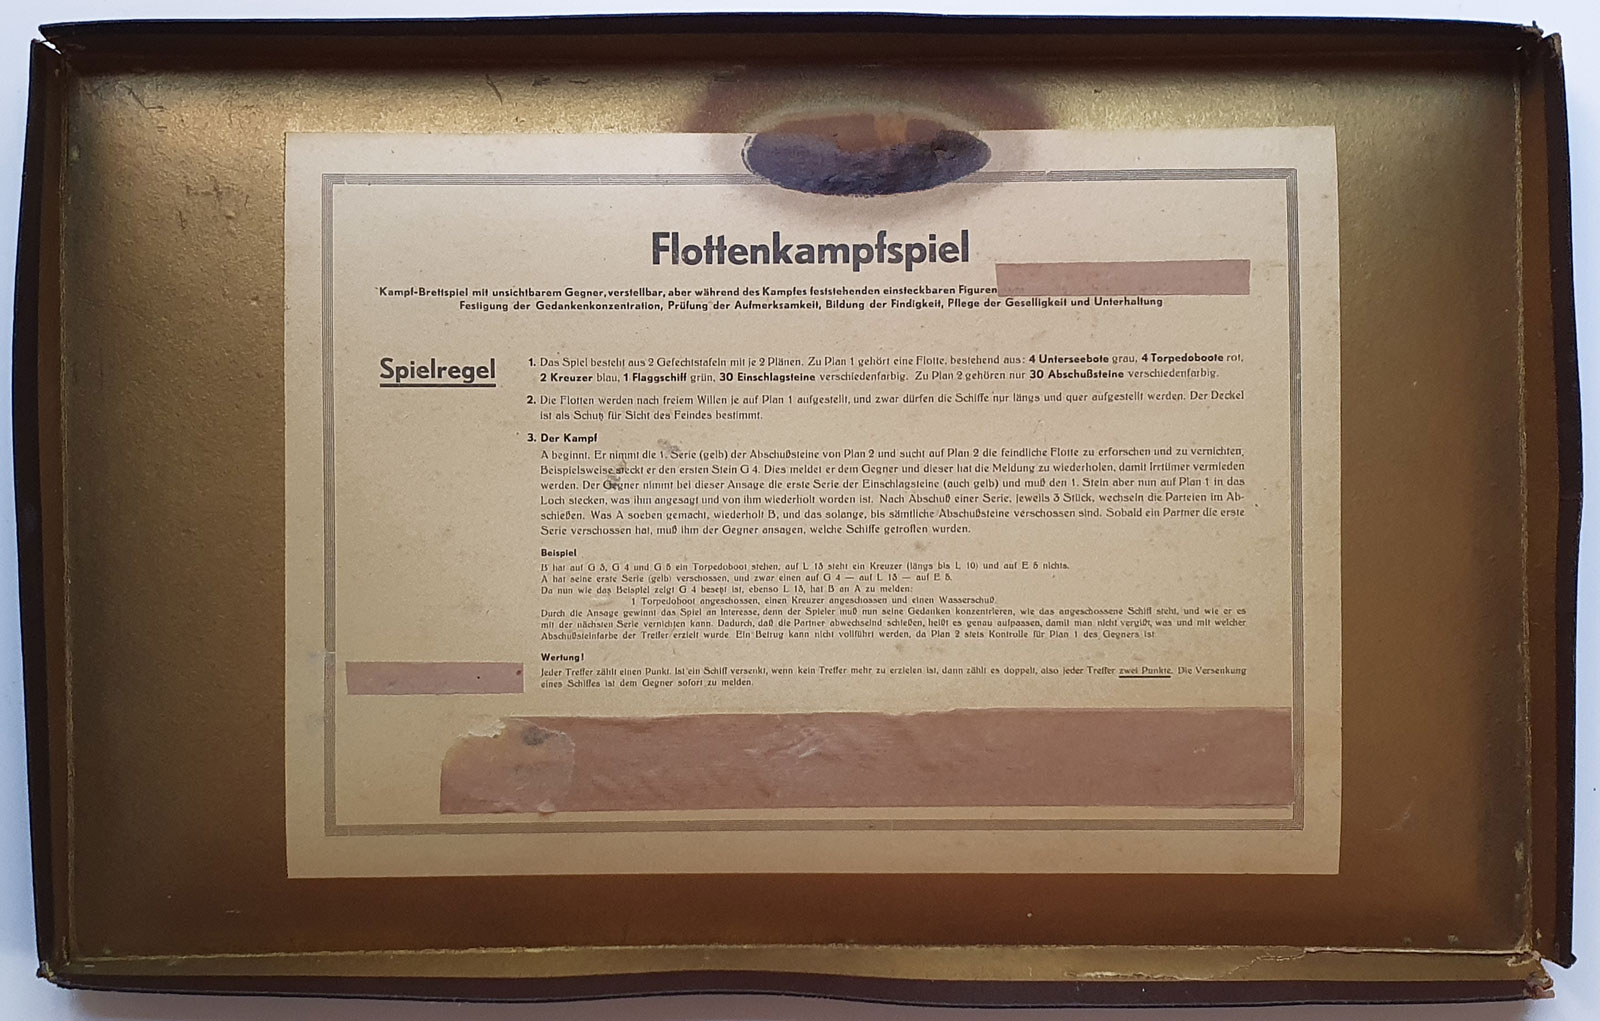 Flottenkampfspiel
Kampf-Brettspiel mit unsichtbarem Gegner, verstellbar, aber während des Kampfes feststehenden einsteckbaren Figuren
Festigung der Gedankenkonzentration, Prüfung der Aufmerksamkeit, Bildung der Findigkeit, Pflege der Geselligkeit und Unterhaltung
Spielregel
1. Das Spiel besteht aus 2 Gefechtstafeln mit je 2 Plänen. Zu Plan 1 gehört eine Flotte, bestehend aus: 4 Unterseebote grau, 4 Torpedoboote rot,
2 Kreuzer blau, 1 Flaggschiff grün, 30 Einschlagsteine verschiedenfarbig. Zu Plan 2 gehören nur 30 Abschußsteine verschiedenfarbig.
2. Die Flotten werden nach freiem Willen je auf Plan 1 aufgestellt, und zwar dürfen die Schiffe nur längs und quer aufgestellt werden. Der Deckel
ist als Schutz für Sicht des Feindes bestimmt.
3. Der Kampf
A beginnt. Er nimmt die 1. Serie (gelb) der Abschußsteine von Plan 2 und sucht auf Plan 2 die feindliche Flotte zu erforschen und zu vernichten.
Beispielsweise steckt er den ersten Stein G 4. Dies meldet er dem Gegner und dieser hat die Meldung zu wiederholen, damit Irrtümer vermieden
werden. Der Gegner nimmt bei dieser Ansage die erste Serie der Einschlagsteine (auch gelb) und muß den 1. Stein aber nun auf Plan 1 in das
Loch stecken, was ihm angesagt und von ihm wiederholt worden ist. Nach Abschuß einer Serie, jeweils 3 Stück, wechseln die Parteien im Ab-
schießen. Was A soeben gemacht, wiederholt B, und das solange, bis sämtliche Abschußsteine verschossen sind. Sobald ein Partner die erste
Serie verschossen hat, muß ihm der Gegner ansagen, welche Schiffe getroffen wurden.
Beispiel
B hat auf G 3, G 4 und G 5 ein Torpedoboot stehen, auf L 13 steht ein Kreuzer (längs bis L 10) und auf E 5 nichts.
A hat seine erste Serie (gelb) verschossen, und zwar einen auf G 4 — auf L 13 — auf E 5.
Da nun wie das Beispiel zeigt G 4 besetzt ist, ebenso L 13, hat B an A zu melden:
1 Torpedoboot angeschossen, einen Kreuzer angeschossen und einen Wasserschuß.
Durch die Ansage gewinnt das Spiel an Interesse, denn der Spieler muß nun seine Gedanken konzentrieren, wie das angeschossene Schiff steht, und wie er es
mit der nächsten Serie vernichten kann. Dadurch, daß die Partner abwechselnd schießen, heißt es genau aufpassen, damit man nicht vergißt, was und mit welcher
Abschußsteinfarbe der Treffer erzielt wurde. Ein Betrug kann nicht vollführt werden, da Plan 2 stets Kontrolle für Plan 1 des Gegners ist.
Wertung!
Jeder Treffer zählt einen Punkt. Ist ein Schiff versenkt, wenn kein Treffer mehr zu erzielen ist, dann zählt es doppelt, also jeder Treffer zwei Punkte. Die Versenkung
eines Schiffes ist dem Gegner sofort zu melden.